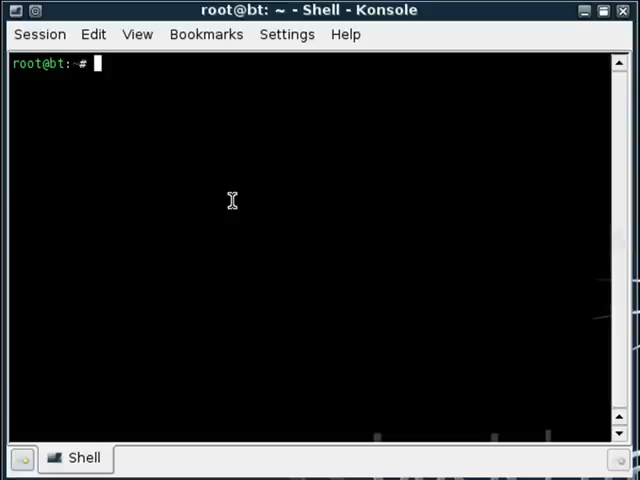 root@bt: ~ - Shell - Konsole
Session Edit View Bookmarks Settings Help
root@bt:~#
Shell